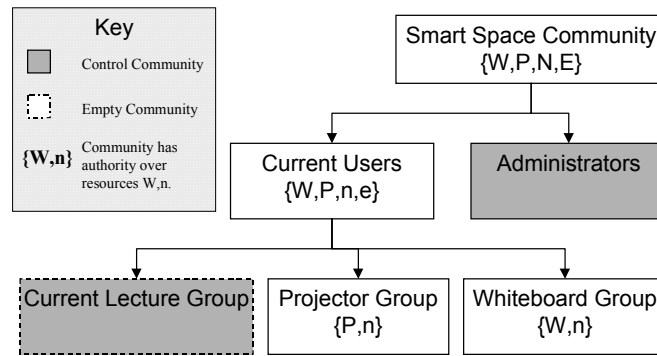 Key
Control Community
Empty Community
{W,n} Community has
authority over
resources W,n.
Smart Space Community
{W,P,N,E}
Current Users
{W,P,n,e}
Administrators
Current Lecture Group
Projector Group
{P,n}
Whiteboard Group
{W,n}